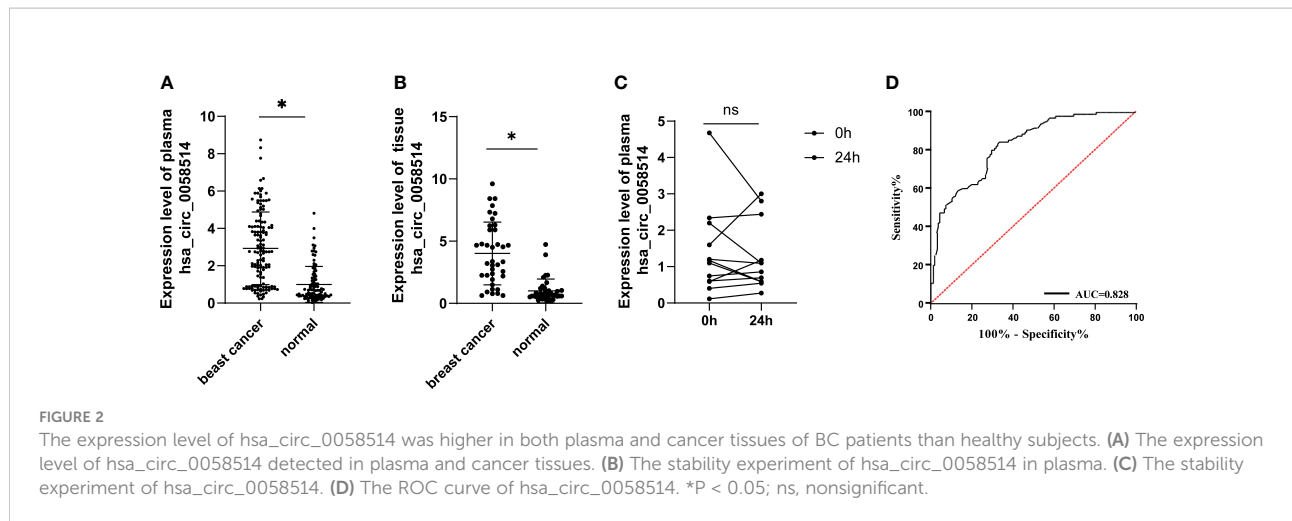 A
Expression level of plasma
hsa_circ_0058514
10
8
6
4
2
0
*
beast cancer
normal
B
Expression level of tissue
hsa_circ_0058514
15
10
5
0
*
breast cancer
normal
C
Expression level of plasma
hsa_circ_0058514
5
4
3
2
1
0
ns
0h
24h
0h
24h
D
Sensitivity%
100
80
60
40
20
0
0
20
40
60
80
100
AUC=0.828
100% - Specificity%
FIGURE 2
The expression level of hsa_circ_0058514 was higher in both plasma and cancer tissues of BC patients than healthy subjects. (A) The expression
level of hsa_circ_0058514 detected in plasma and cancer tissues. (B) The stability experiment of hsa_circ_0058514 in plasma. (C) The stability
experiment of hsa_circ_0058514. (D) The ROC curve of hsa_circ_0058514. *P < 0.05; ns, nonsignificant.